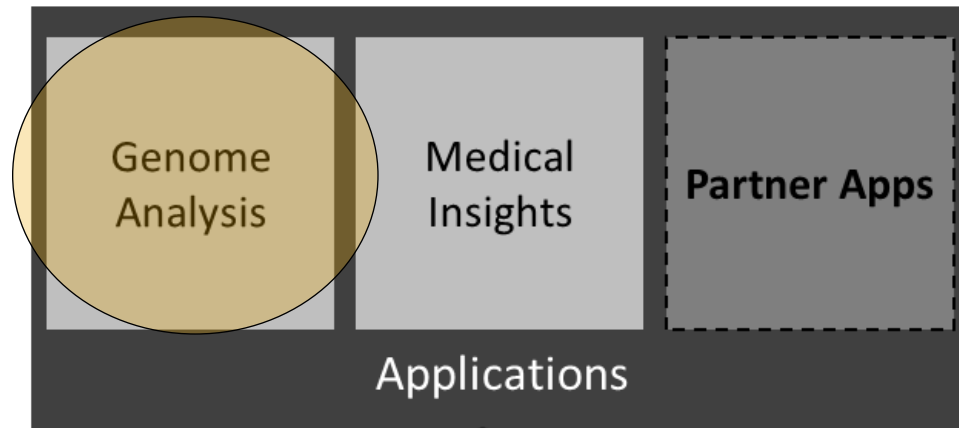 Genome
Analysis
Medical
Insights
Partner Apps
Applications